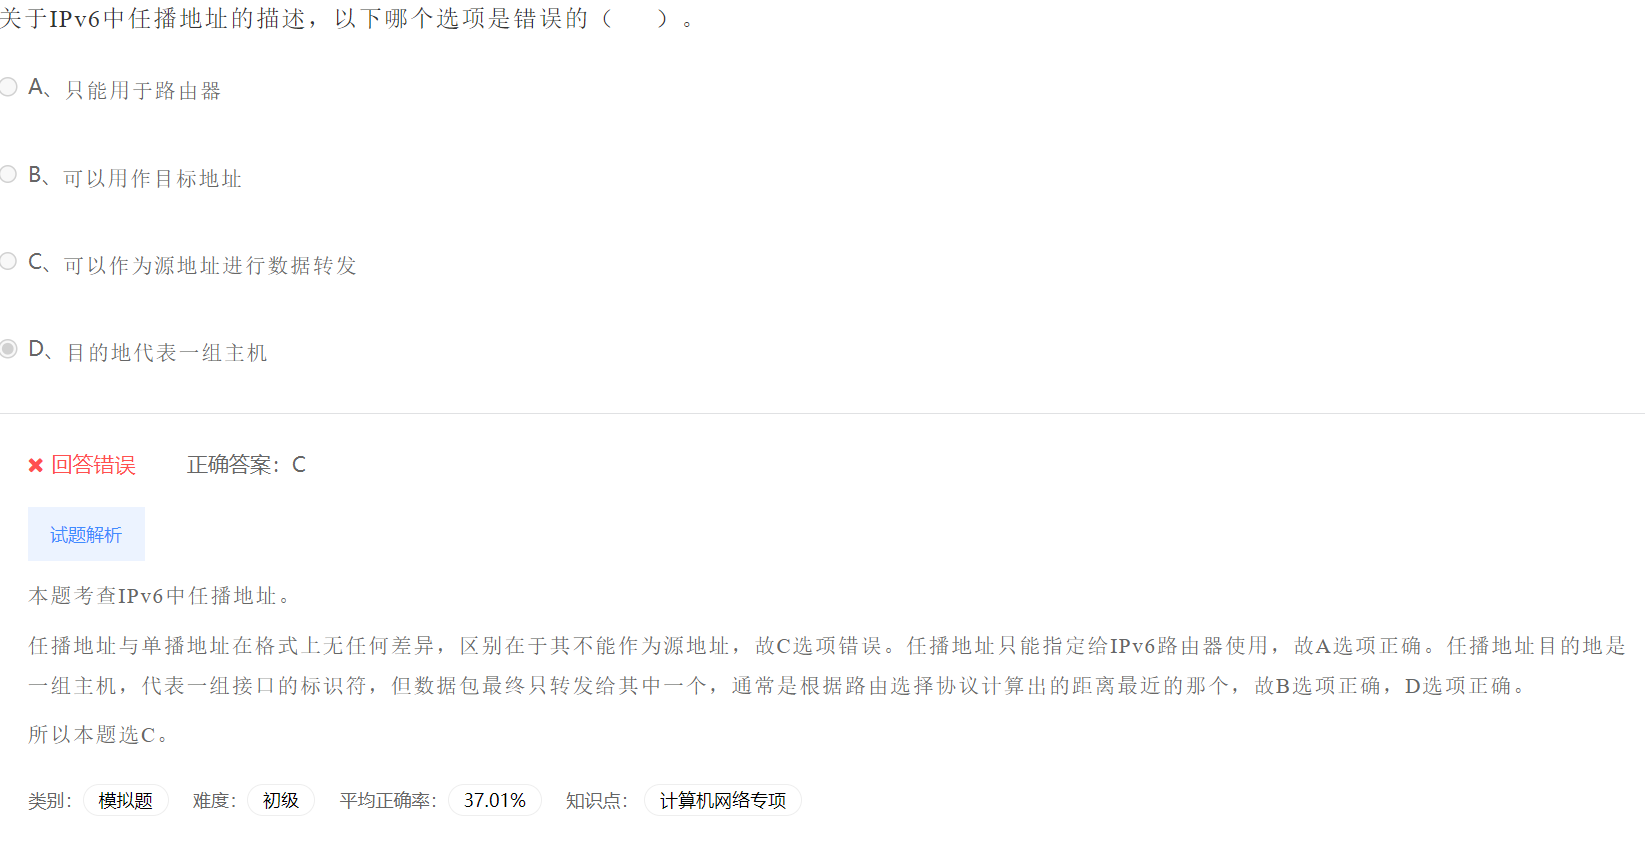 关于IPv6中任播地址的描述，以下哪个选项是错误的（　　）。
A、只能用于路由器
B、可以用作目标地址
C、可以作为源地址进行数据转发
D、目的地代表一组主机
回答错误 正确答案：C
试题解析
本题考查IPv6中任播地址。
任播地址与单播地址在格式上无任何差异，区别在于其不能作为源地址，故C选项错误。任播地址只能指定给IPv6路由器使用，故A选项正确。任播地址目的地是
一组主机，代表一组接口的标识符，但数据包最终只转发给其中一个，通常是根据路由选择协议计算出的距离最近的那个，故B选项正确，D选项正确。
所以本题选C。
类别：模拟题 难度：初级 平均正确率：37.01% 知识点：计算机网络专项